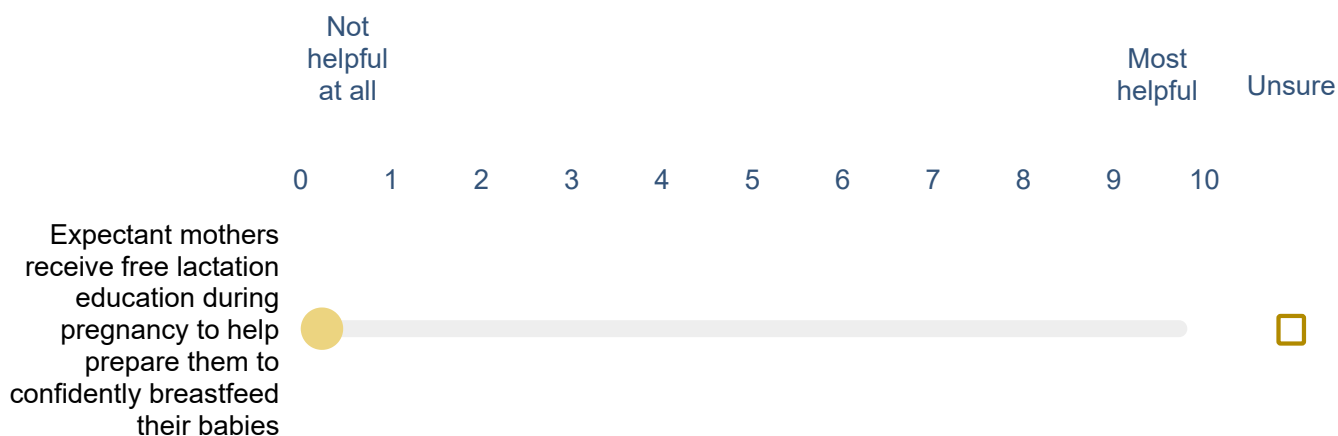 Not
helpful
at all
Most
helpful
Unsure
0 1 2 3 4 5 6 7 8 9 10
Expectant mothers
receive free lactation
education during
pregnancy to help
prepare them to
confidently breastfeed
their babies